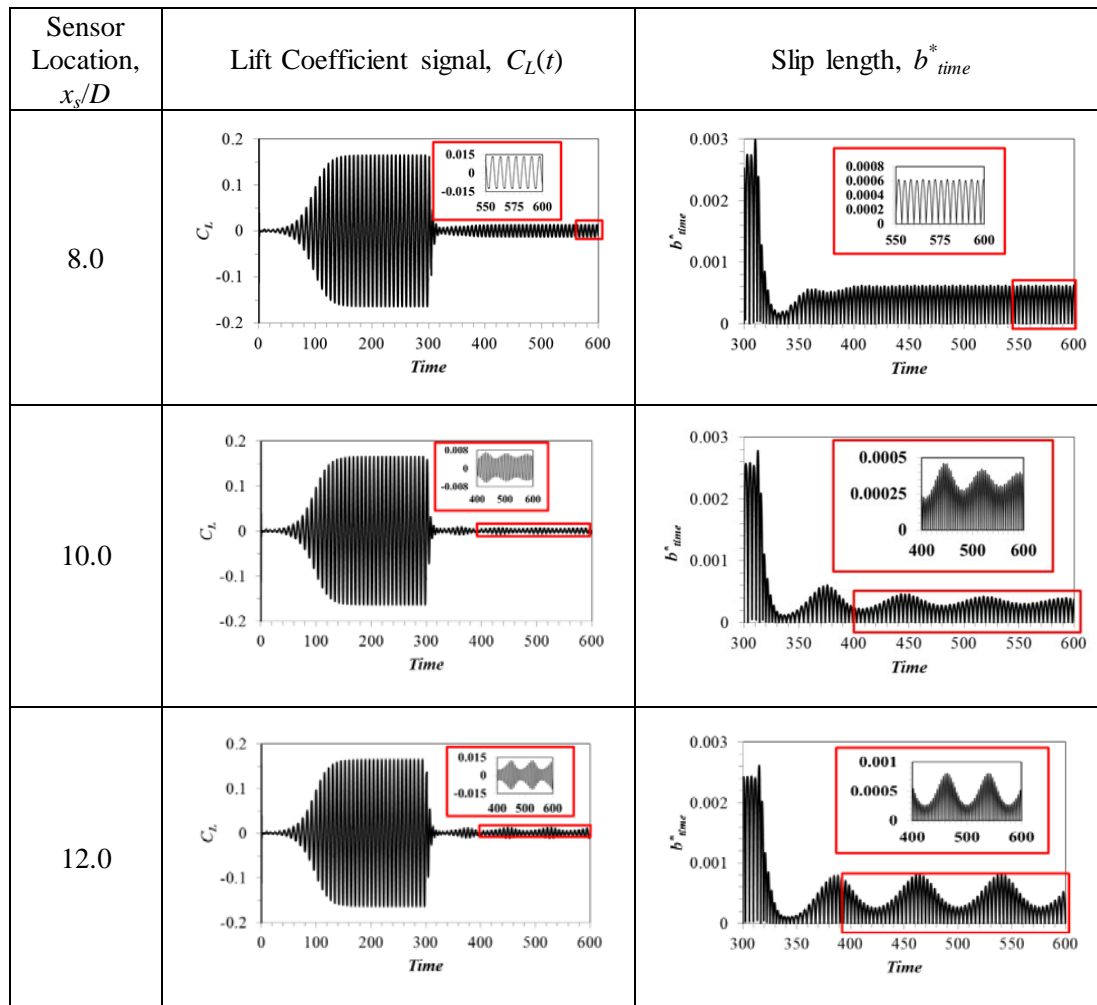 Sensor
Location,
x_s/D
Lift Coefficient signal, C_L(t)
Slip length, b^*_time
8.0
0.2
0.1
0
-0.1
-0.2
C_L
0 100 200 300 400 500 600
Time
0.015
0
-0.015
550 575 600
0.003
0.002
0.001
0
b^*_time
300 350 400 450 500 550 600
Time
0.0008
0.0006
0.0004
0.0002
0
550 575 600
10.0
0.2
0.1
0
-0.1
-0.2
C_L
0 100 200 300 400 500 600
Time
0.008
0
-0.008
400 500 600
0.003
0.002
0.001
0
b^*_time
300 350 400 450 500 550 600
Time
0.0005
0.00025
0
400 450 500 550 600
12.0
0.2
0.1
0
-0.1
-0.2
C_L
0 100 200 300 400 500 600
Time
0.015
0
-0.015
400 500 600
0.003
0.002
0.001
0
b^*_time
300 350 400 450 500 550 600
Time
0.001
0.0005
0
400 450 500 550 600